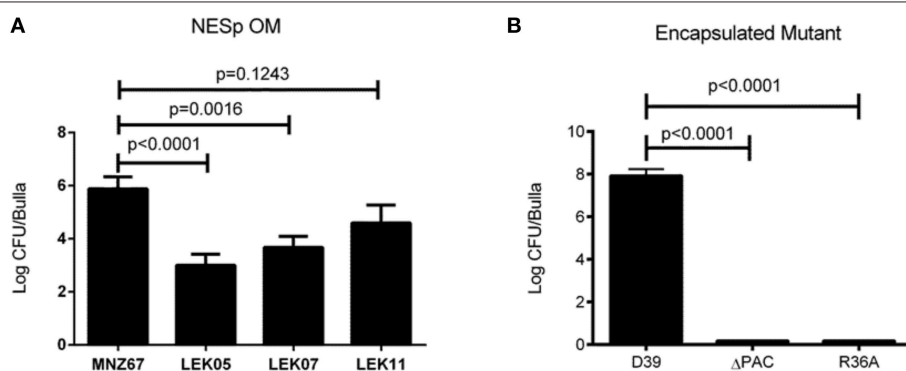 A
NESp OM
p=0.1243
p=0.0016
p<0.0001
Log CFU/Bulla
8
6
4
2
MNZ67 LEK05 LEK07 LEK11
B
Encapsulated Mutant
p<0.0001
p<0.0001
Log CFU/Bulla
10
8
6
4
2
0
D39 ΔPAC R36A